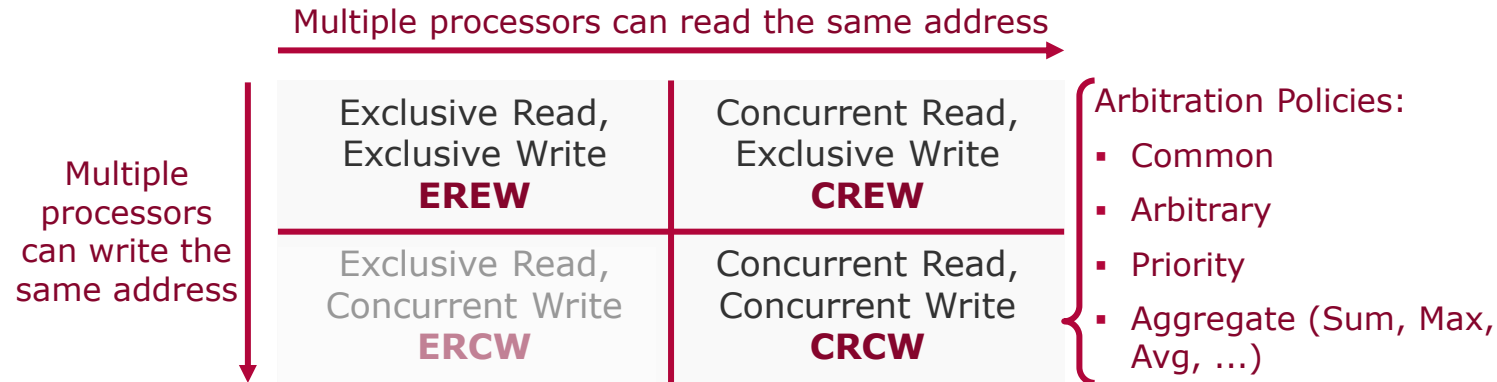 Multiple processors can read the same address
Multiple
processors
can write the
same address
Exclusive Read,
Exclusive Write
EREW
Concurrent Read,
Exclusive Write
CREW
Exclusive Read,
Concurrent Write
ERCW
Concurrent Read,
Concurrent Write
CRCW
Arbitration Policies:
▪ Common
▪ Arbitrary
▪ Priority
▪ Aggregate (Sum, Max,
Avg, ...)